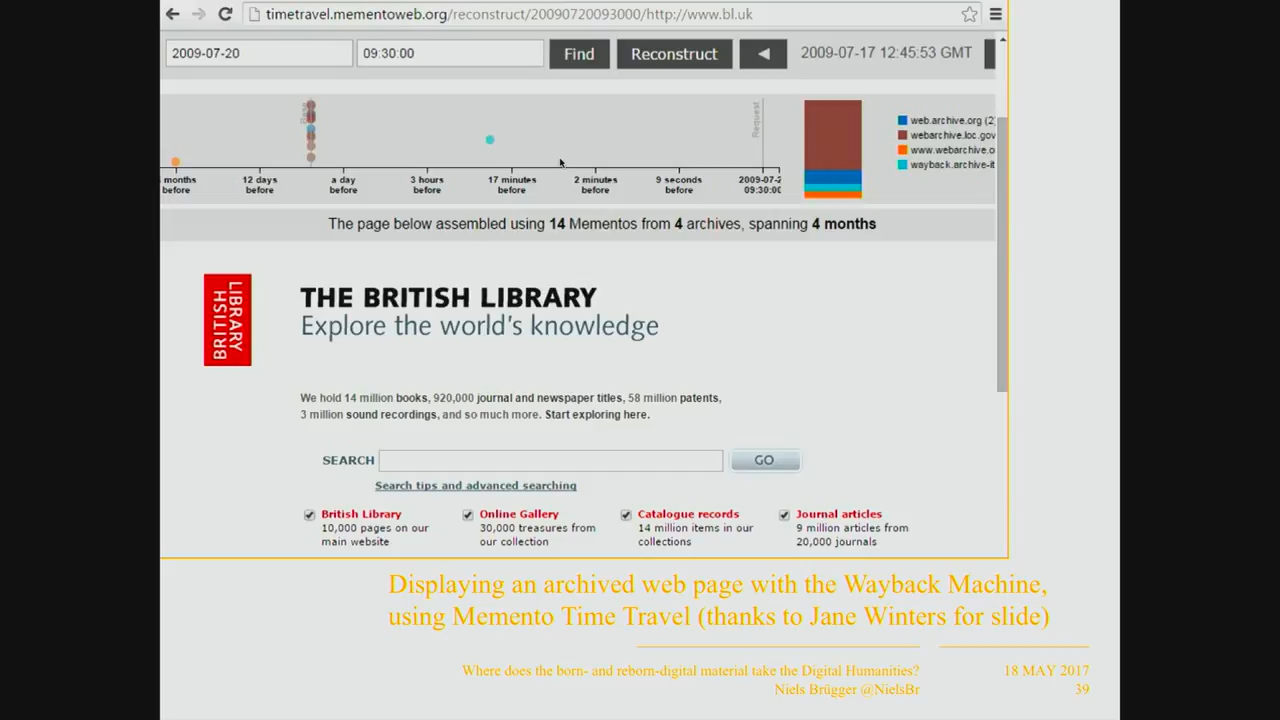 timetravel.mementoweb.org/reconstruct/20090720093000/http://www.bl.uk
2009-07-20 09:30:00 Find Reconstruct 2009-07-17 12:45:53 GMT
Request
web.archive.org (2
webarchive.loc.gov
www.webarchive.o
wayback.archive-it
months before
12 days before
a day before
3 hours before
17 minutes before
2 minutes before
9 seconds before
2009-07-2
09:30:00
The page below assembled using 14 Mementos from 4 archives, spanning 4 months
LIBRARY
BRITISH
THE BRITISH LIBRARY
Explore the world's knowledge
We hold 14 million books, 920,000 journal and newspaper titles, 58 million patents,
3 million sound recordings, and so much more. Start exploring here.
SEARCH GO
Search tips and advanced searching
British Library
10,000 pages on our
main website
Online Gallery
30,000 treasures from
our collection
Catalogue records
14 million items in our
collections
Journal articles
9 million articles from
20,000 journals
Displaying an archived web page with the Wayback Machine,
using Memento Time Travel (thanks to Jane Winters for slide)
Where does the born- and reborn-digital material take the Digital Humanities?
Niels Brügger @NielsBr
18 MAY 2017
39